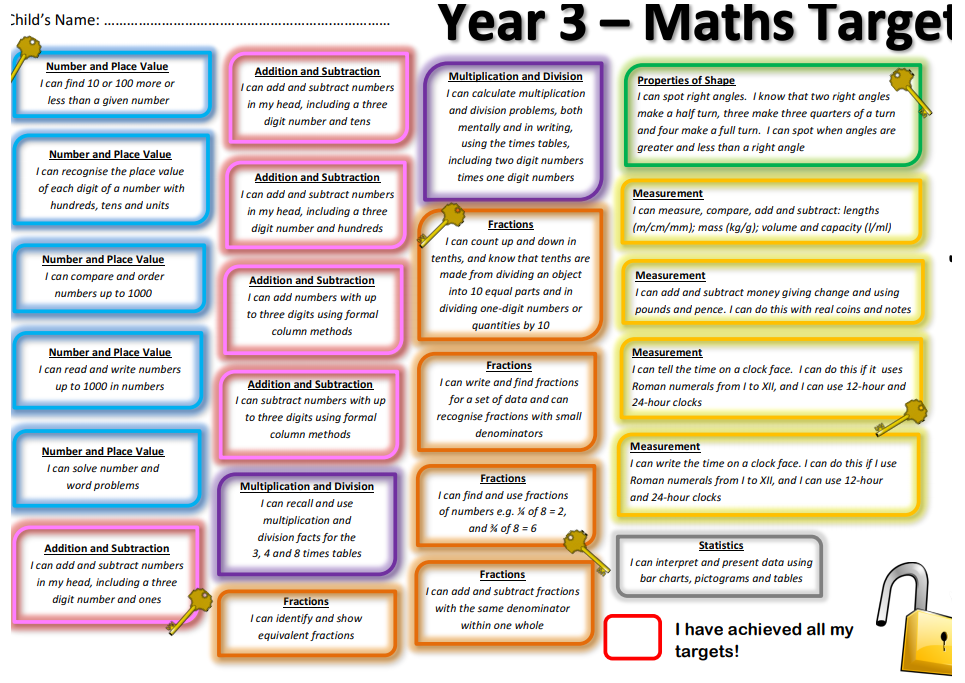 Child's Name: ……………………………………………………………
Year 3 – Maths Target
Number and Place Value
I can find 10 or 100 more or
less than a given number
Number and Place Value
I can recognise the place value
of each digit of a number with
hundreds, tens and units
Number and Place Value
I can compare and order
numbers up to 1000
Number and Place Value
I can read and write numbers
up to 1000 in numbers
Number and Place Value
I can solve number and
word problems
Addition and Subtraction
I can add and subtract numbers
in my head, including a three
digit number and ones
Addition and Subtraction
I can add and subtract numbers
in my head, including a three
digit number and tens
Addition and Subtraction
I can add and subtract numbers
in my head, including a three
digit number and hundreds
Addition and Subtraction
I can add numbers with up
to three digits using formal
column methods
Addition and Subtraction
I can subtract numbers with up
to three digits using formal
column methods
Multiplication and Division
I can recall and use
multiplication and
division facts for the
3, 4 and 8 times tables
Fractions
I can identify and show
equivalent fractions
Multiplication and Division
I can calculate multiplication
and division problems, both
mentally and in writing,
using the times tables,
including two digit numbers
times one digit numbers
Fractions
I can count up and down in
tenths, and know that tenths are
made from dividing an object
into 10 equal parts and in
dividing one-digit numbers or
quantities by 10
Fractions
I can write and find fractions
for a set of data and can
recognise fractions with small
denominators
Fractions
I can find and use fractions
of numbers e.g. ¼ of 8 = 2,
and ¾ of 8 = 6
Fractions
I can add and subtract fractions
with the same denominator
within one whole
Properties of Shape
I can spot right angles. I know that two right angles
make a half turn, three make three quarters of a turn
and four make a full turn. I can spot when angles are
greater and less than a right angle
Measurement
I can measure, compare, add and subtract: lengths
(m/cm/mm); mass (kg/g); volume and capacity (l/ml)
Measurement
I can add and subtract money giving change and using
pounds and pence. I can do this with real coins and notes
Measurement
I can tell the time on a clock face. I can do this if it uses
Roman numerals from I to XII, and I can use 12-hour and
24-hour clocks
Measurement
I can write the time on a clock face. I can do this if I use
Roman numerals from I to XII, and I can use 12-hour
and 24-hour clocks
Statistics
I can interpret and present data using
bar charts, pictograms and tables
I have achieved all my
targets!